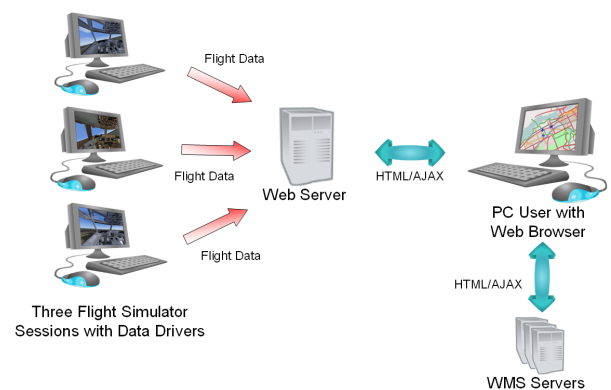 Flight Data
Flight Data
Flight Data
Web Server
HTML/AJAX
PC User with
Web Browser
HTML/AJAX
Three Flight Simulator
Sessions with Data Drivers
WMS Servers